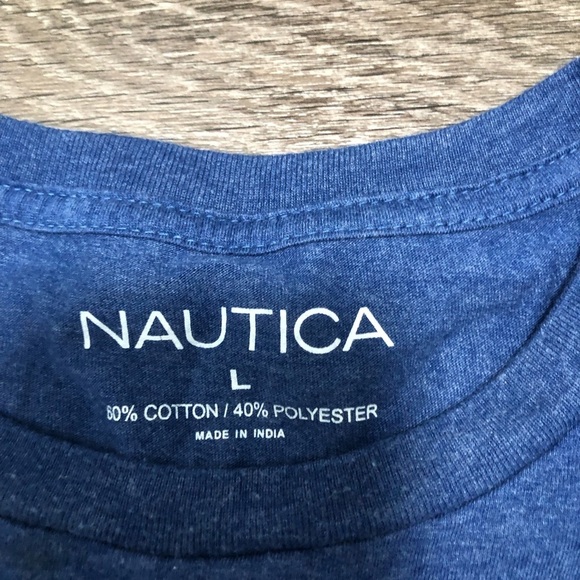 NAUTICA
L
60% COTTON / 40% POLYESTER
MADE IN INDIA